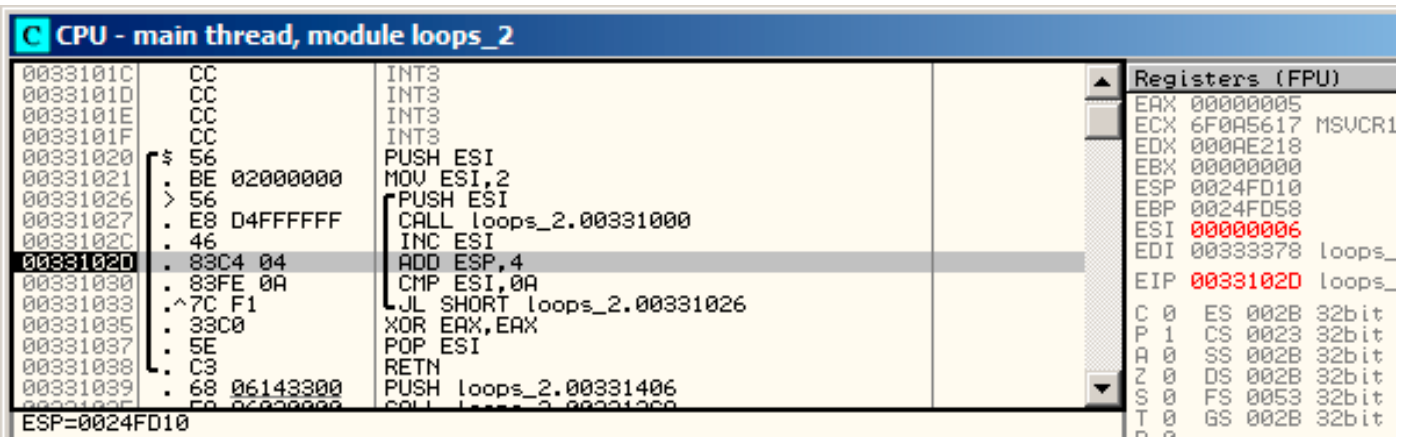 C CPU - main thread, module loops_2
0033101C CC INT3
0033101D CC INT3
0033101E CC INT3
0033101F CC INT3
00331020 $ 56 PUSH ESI
00331021 . BE 02000000 MOV ESI,2
00331026 > 56 PUSH ESI
00331027 . E8 D4FFFFFF CALL loops_2.00331000
0033102C . 46 INC ESI
0033102D . 83C4 04 ADD ESP,4
00331030 . 83FE 0A CMP ESI,0A
00331033 .^7C F1 JL SHORT loops_2.00331026
00331035 . 33C0 XOR EAX,EAX
00331037 . 5E POP ESI
00331038 . C3 RETN
00331039 . 68 06143300 PUSH loops_2.00331406
ESP=0024FD10
Registers (FPU)
EAX 00000005
ECX 6F0A5617 MSVCR1
EDX 000AE218
EBX 00000000
ESP 0024FD10
EBP 0024FD58
ESI 00000006
EDI 00333378 loops_
EIP 0033102D loops_
C 0 ES 002B 32bit
P 1 CS 0023 32bit
A 0 SS 002B 32bit
Z 0 DS 002B 32bit
S 0 FS 0053 32bit
T 0 GS 002B 32bit